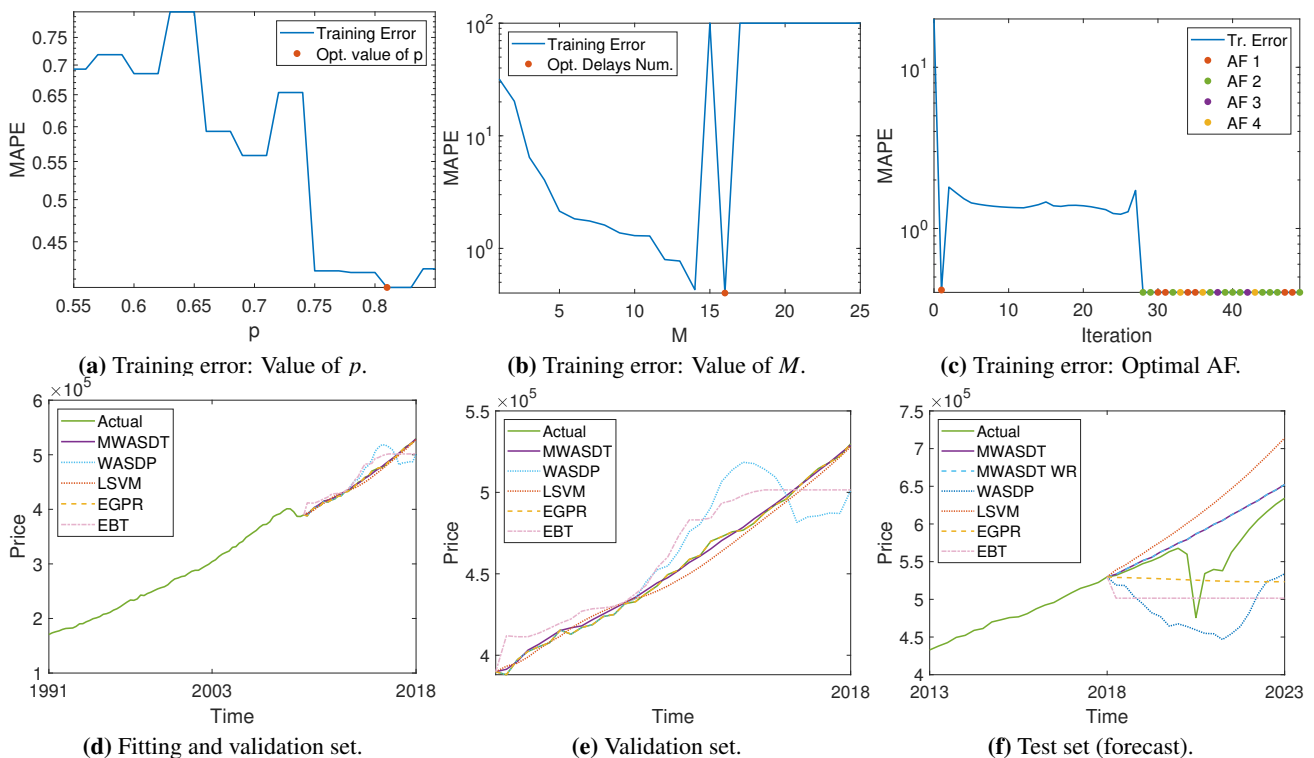 0.75
0.7
0.65
0.6
0.55
0.5
0.45
MAPE
0.55
0.6
0.65
0.7
0.75
0.8
p
Training Error
Opt. value of p
(a) Training error: Value of p.
10^2
10^1
10^0
MAPE
5
10
15
20
25
M
Training Error
Opt. Delays Num.
(b) Training error: Value of M.
10^1
10^0
MAPE
0
10
20
30
40
Iteration
Tr. Error
AF 1
AF 2
AF 3
AF 4
(c) Training error: Optimal AF.
×10^5
6
5
4
3
2
1
Price
1991
2003
2018
Time
Actual
MWASDT
WASDP
LSVM
EGPR
EBT
(d) Fitting and validation set.
×10^5
5.5
5
4.5
4
Price
2018
Time
Actual
MWASDT
WASDP
LSVM
EGPR
EBT
(e) Validation set.
×10^5
7.5
7
6.5
6
5.5
5
4.5
4
Price
2013
2018
2023
Time
Actual
MWASDT
MWASDT WR
WASDP
LSVM
EGPR
EBT
(f) Test set (forecast).